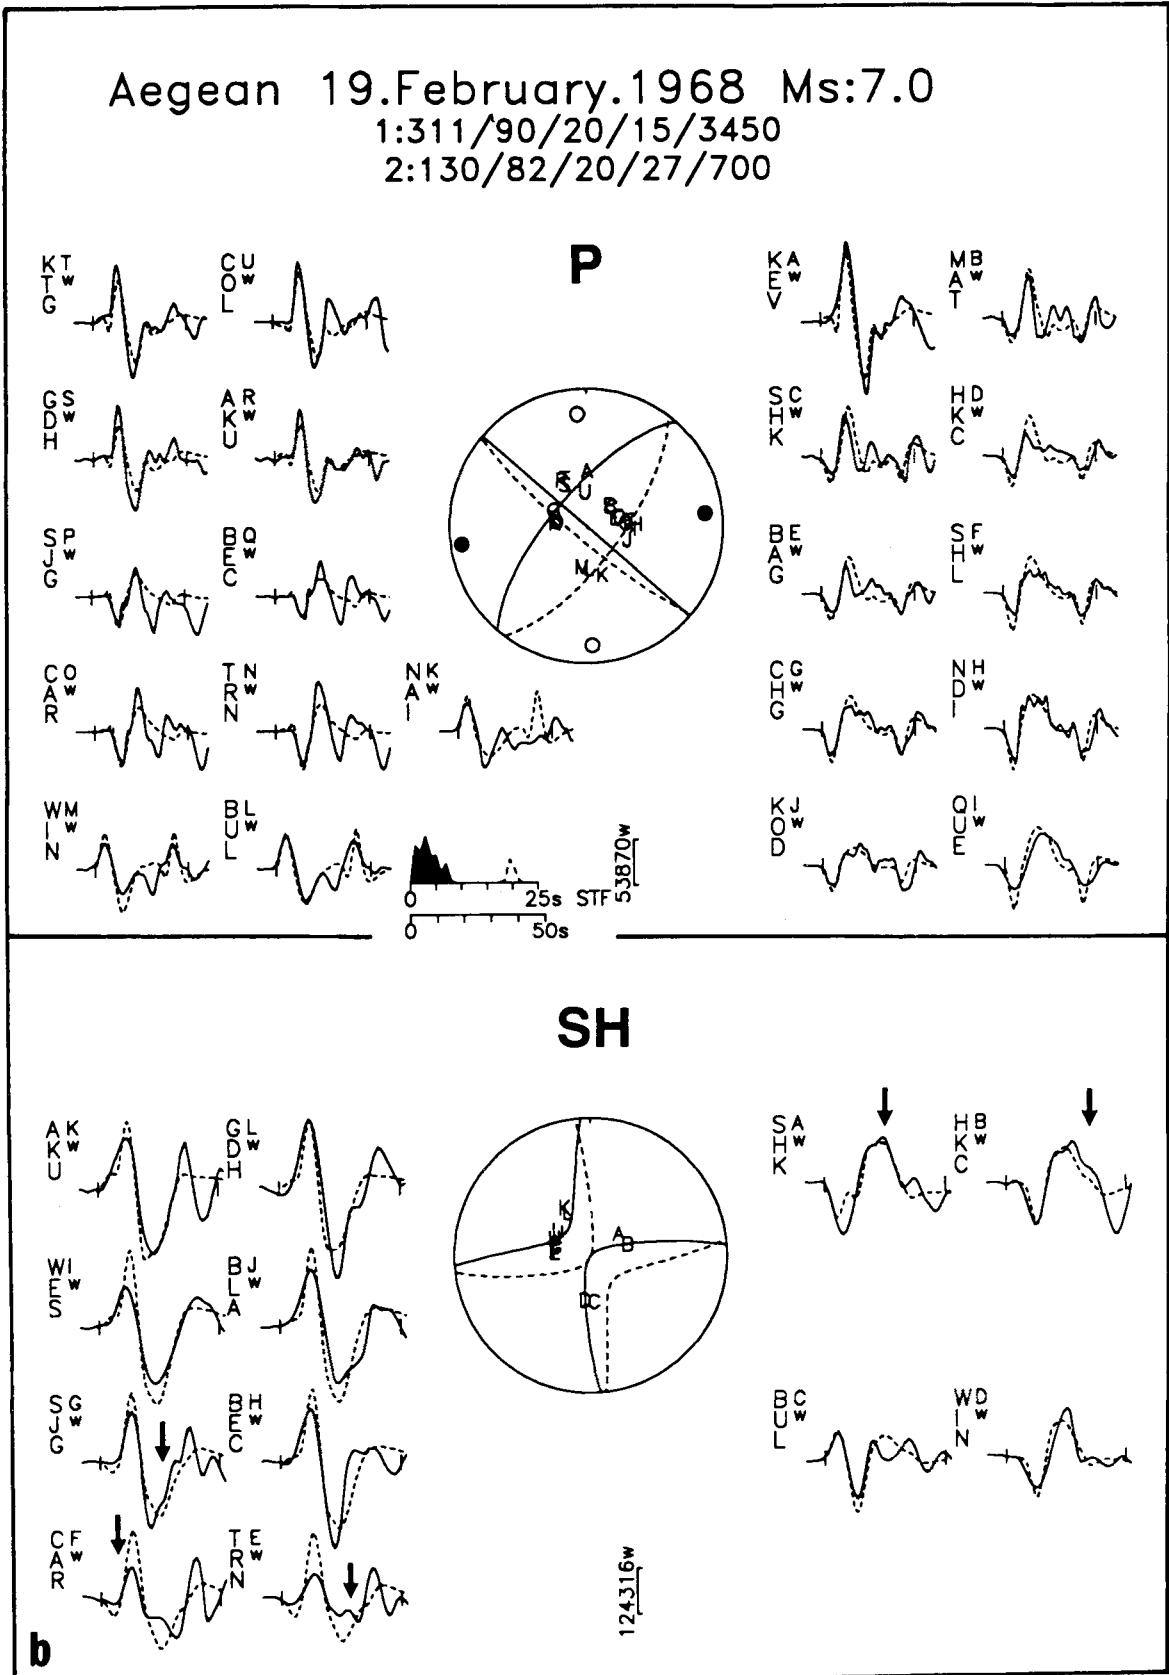 Aegean 19.February.1968 Ms:7.0
1:311/90/20/15/3450
2:130/82/20/27/700
P
KTG T w
COL U w
KEV A w
MAT B w
GDH S w
AKU R w
SHK C w
HKC D w
SJG P w
BEC Q w
BAG E w
SHL F w
CAR O w
TRN N w
NAI K w
CHG G w
NDI H w
WIN M w
BUL L w
KOD J w
QUE I w
0 25s STF
53870w
0 50s
SH
AKU K w
GDH L w
SHK A w
HKC B w
WES I w
BLA J w
SJG G w
BEC H w
BUL C w
WIN D w
CAR F w
TRN E w
124316w
b